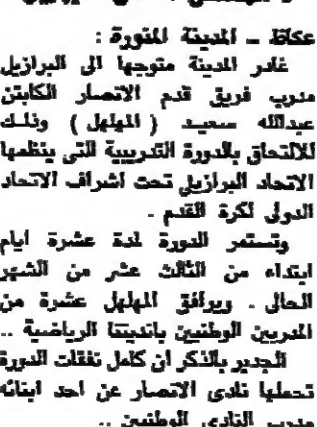 عكاظ ـ المدينة المنورة :
غادر المدينة متوجها الى البرازيل
مدرب فريق قدم الانصار الكابتن
عبدالله سعيد ( المهلهل ) وذلك
للالتحاق بالدورة التدريبية التى ينظمها
الاتحاد البرازيلى تحت اشراف الاتحاد
الدولى لكرة القدم .
وتستمر الدورة لمدة عشرة ايام
ابتداء من الثالث عشر من الشهر
الحالى . ويرافق المهلهل عشرة من
المدربين الوطنيين بانديتنا الرياضية ..
الجدير بالذكر ان كامل نفقات الدورة
تحملها نادى الانصار عن احد ابنائه
مدرب النادى الوطنيين ..